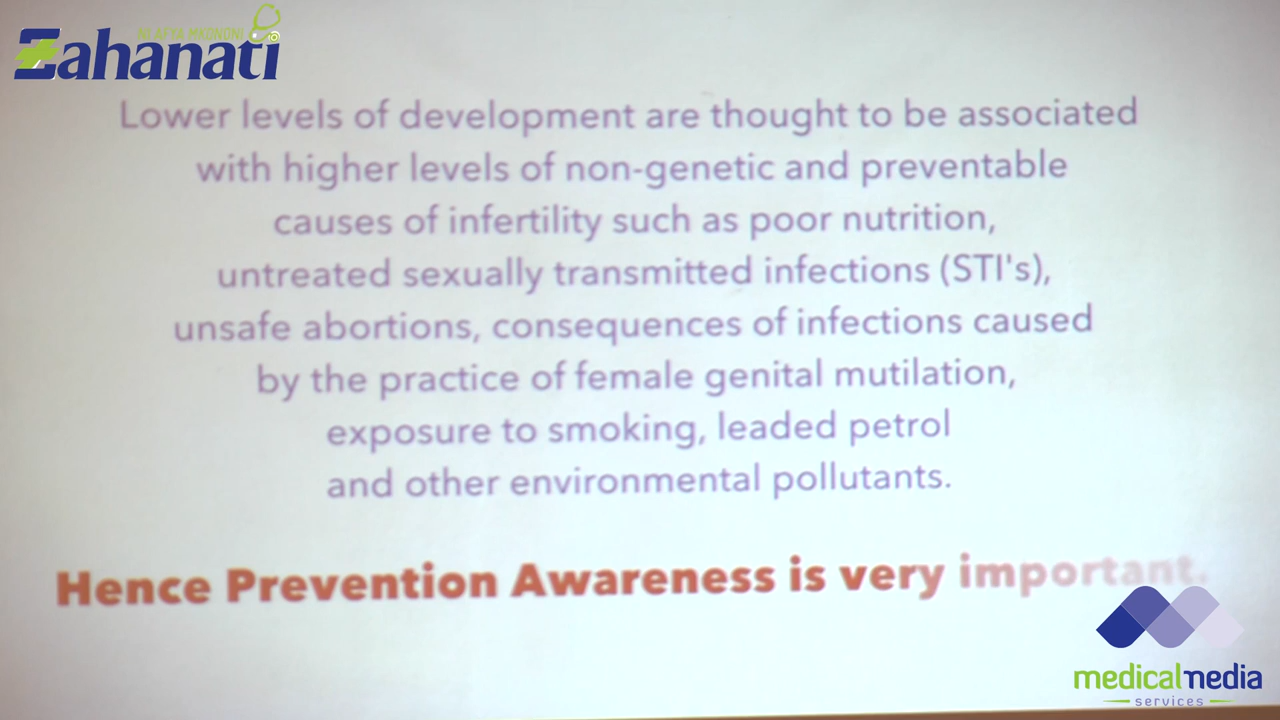 AFYA MKONONI
Zahanati
Lower levels of development are thought to be associated
with higher levels of non-genetic and preventable
causes of infertility such as poor nutrition,
untreated sexually transmitted infections (STI's),
unsafe abortions, consequences of infections caused
by the practice of female genital mutilation,
exposure to smoking, leaded petrol
and other environmental pollutants.
Hence Prevention Awareness is very important.
medicalmedia
services